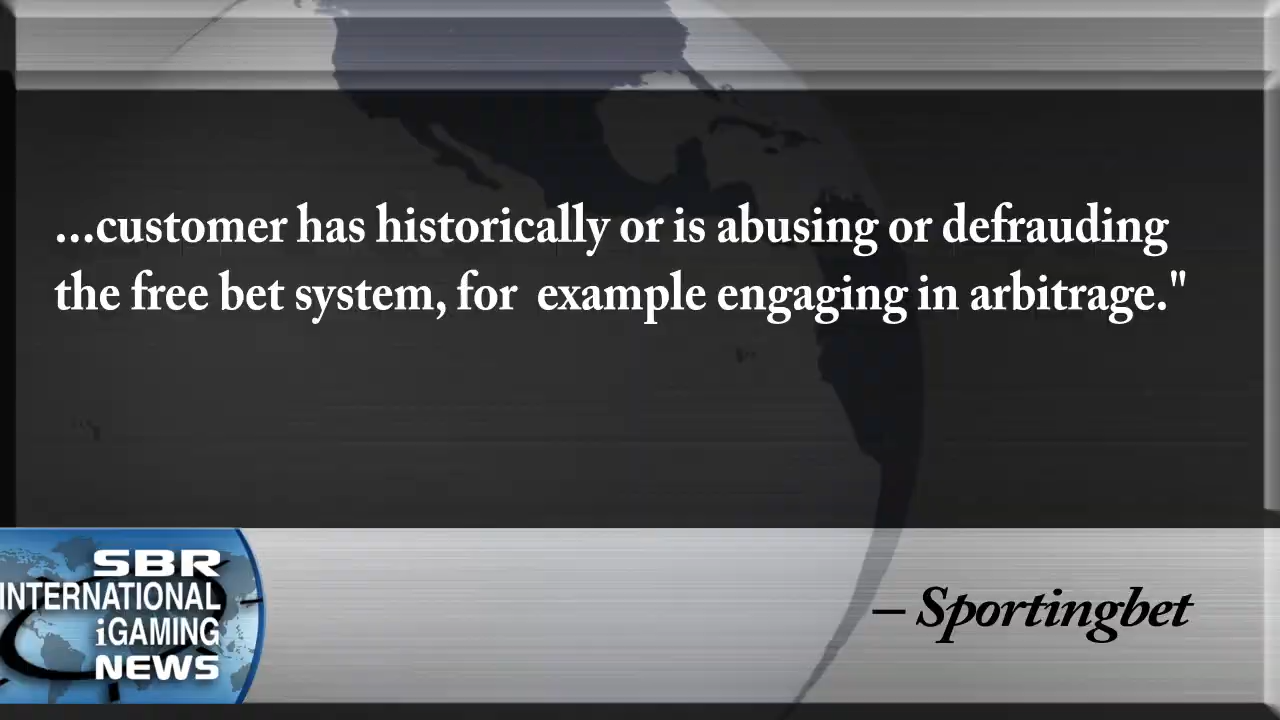 ...customer has historically or is abusing or defrauding
the free bet system, for example engaging in arbitrage."
– Sportingbet
SBR
INTERNATIONAL
iGAMING
NEWS